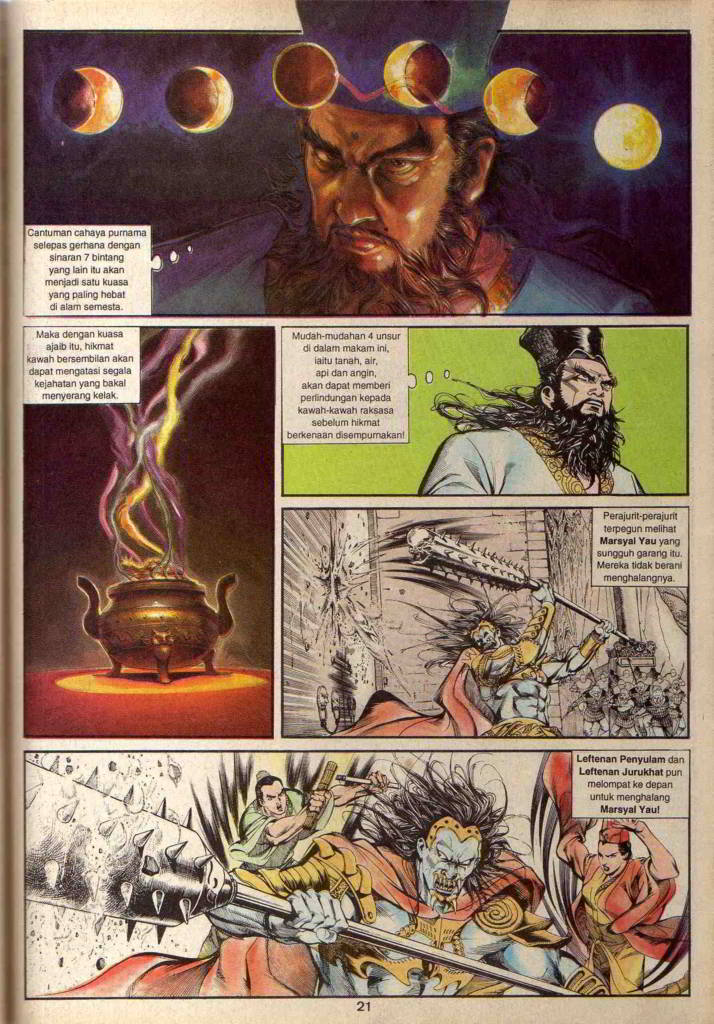 Cantuman cahaya purnama
selepas gerhana dengan
sinaran 7 bintang
yang lain itu akan
menjadi satu kuasa
yang paling hebat
di alam semesta.
Maka dengan kuasa
ajaib itu, hikmat
kawah bersembilan akan
dapat mengatasi segala
kejahatan yang bakal
menyerang kelak.
Mudah-mudahan 4 unsur
di dalam makam ini,
iaitu tanah, air,
api dan angin,
akan dapat memberi
perlindungan kepada
kawah-kawah raksasa
sebelum hikmat
berkenaan disempurnakan!
Perajurit-perajurit
terpegun melihat
Marsyal Yau yang
sungguh garang itu.
Mereka tidak berani
menghalangnya.
Leftenan Penyulam dan
Leftenan Jurukhat pun
melompat ke depan
untuk menghalang
Marsyal Yau!
21